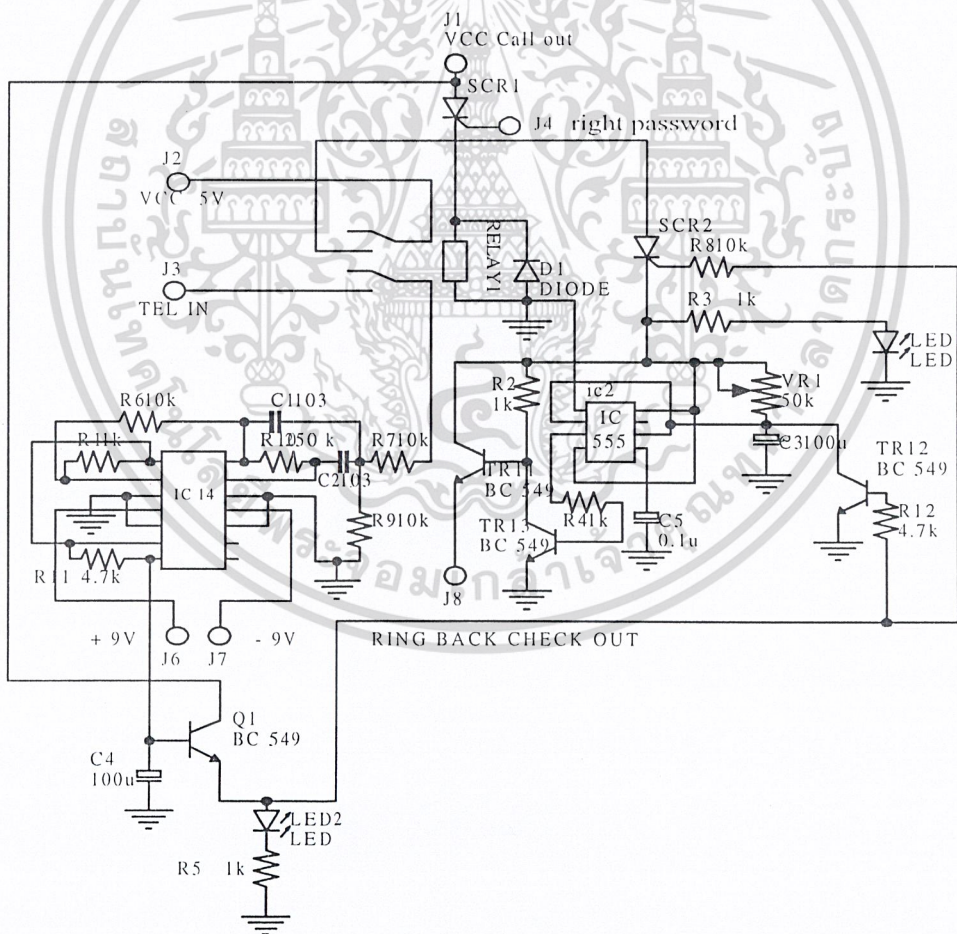 J1
VCC Call out
SCR1
J4 right password
J2
VCC 5V
SCR2
R810k
RELAY1
D1
DIODE
J3
TEL IN
R3 1k
LED
LED
R610k
C1103
R2
1k
ic2
IC
555
VR1
50k
R710k
C2103
C3100u
TR12
BC 549
IC 14
TR1
BC 549
R910k
R41k
TR13
BC 549
C5
0.1u
R12
4.7k
R11 4.7k
J8
+ 9V
J6
J7
- 9V
RING BACK CHECK OUT
Q1
BC 549
C4
100u
LED2
LED
R5 1k